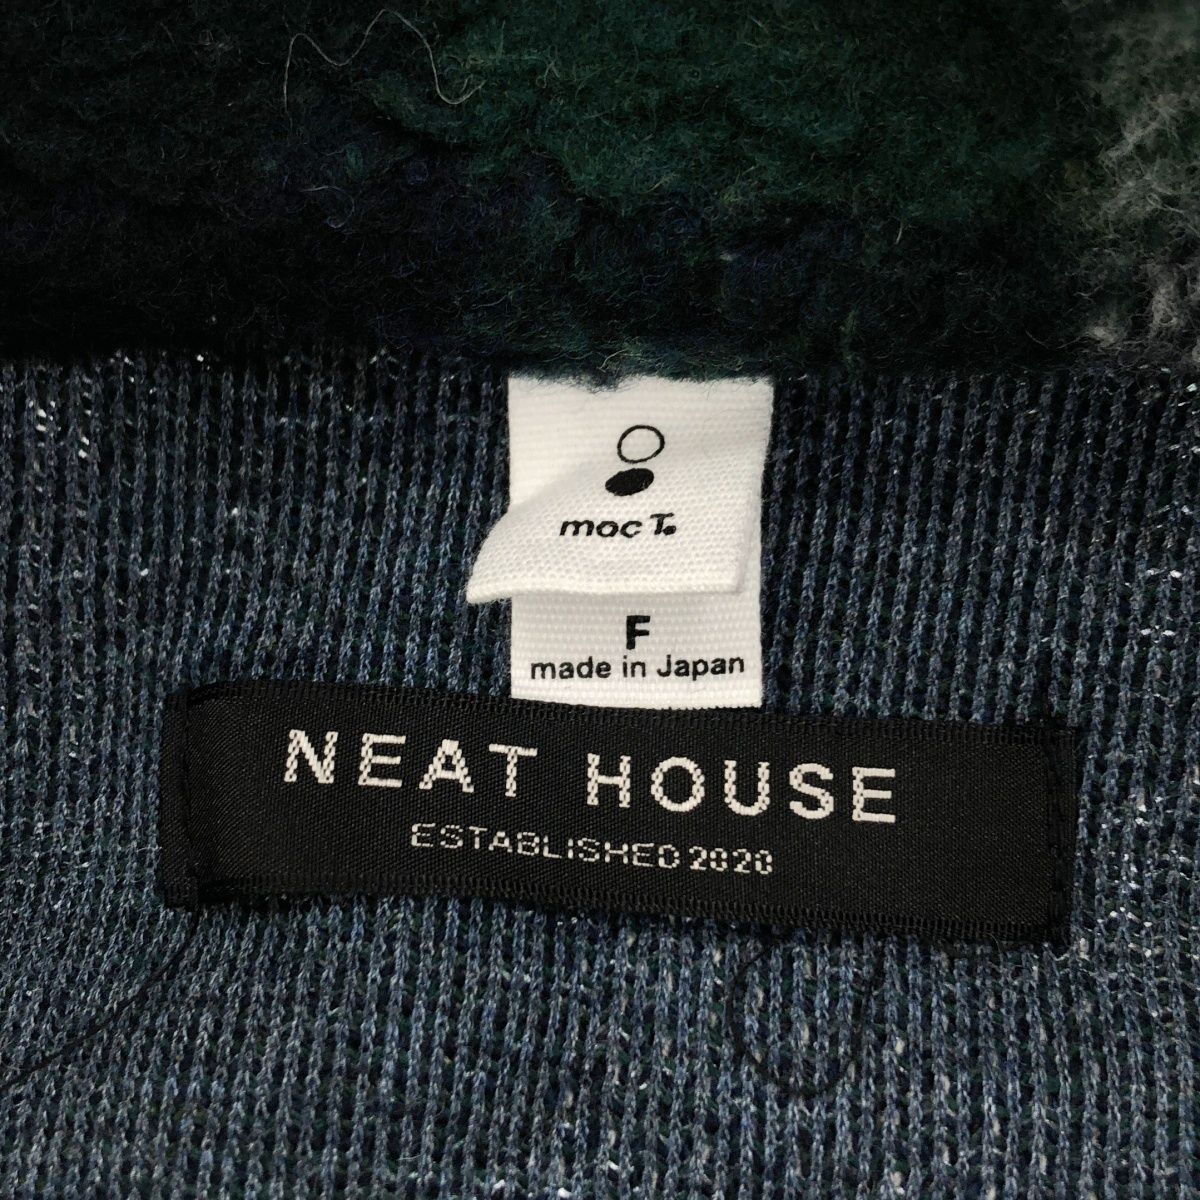 moc T.
F
made in Japan
NEAT HOUSE
ESTABLISHED 2020